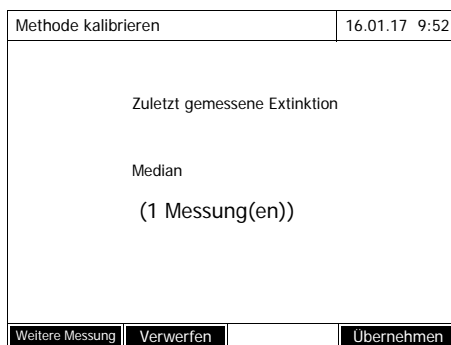 Methode kalibrieren 16.01.17 9:52
Zuletzt gemessene Extinktion
Median
(1 Messung(en))
Weitere Messung Verwerfen Übernehmen